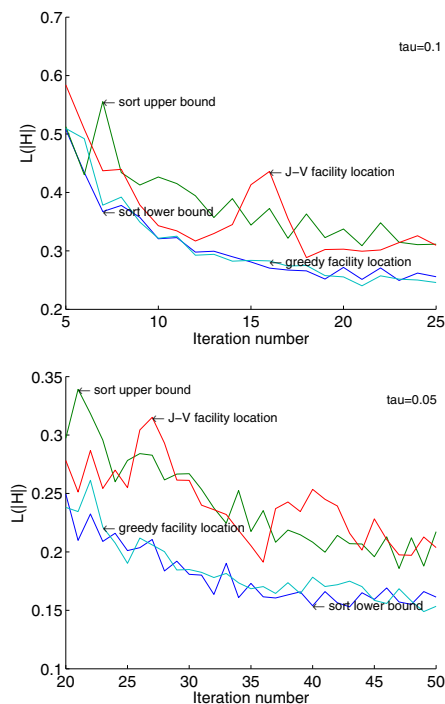 0.7
tau=0.1
0.6
sort upper bound
0.5
L(|H|)
J-V facility location
0.4
sort lower bound
0.3
greedy facility location
0.2
5 10 15 20 25
Iteration number
0.35
sort upper bound
tau=0.05
0.3
J-V facility location
0.25
L(|H|)
greedy facility location
0.2
0.15
sort lower bound
0.1
20 25 30 35 40 45 50
Iteration number